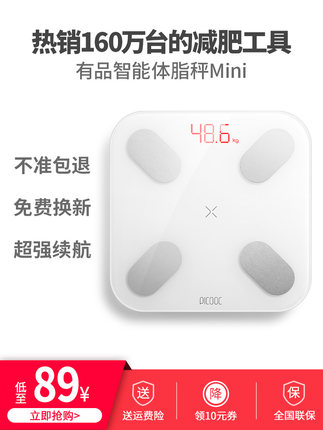 热销160万台的减肥工具
有品智能体脂秤Mini
48.6kg
不准包退
免费换新
超强续航
PICOOC
低至89¥
立即抢购>
送
送运费险
降
领10元券
保
全国联保